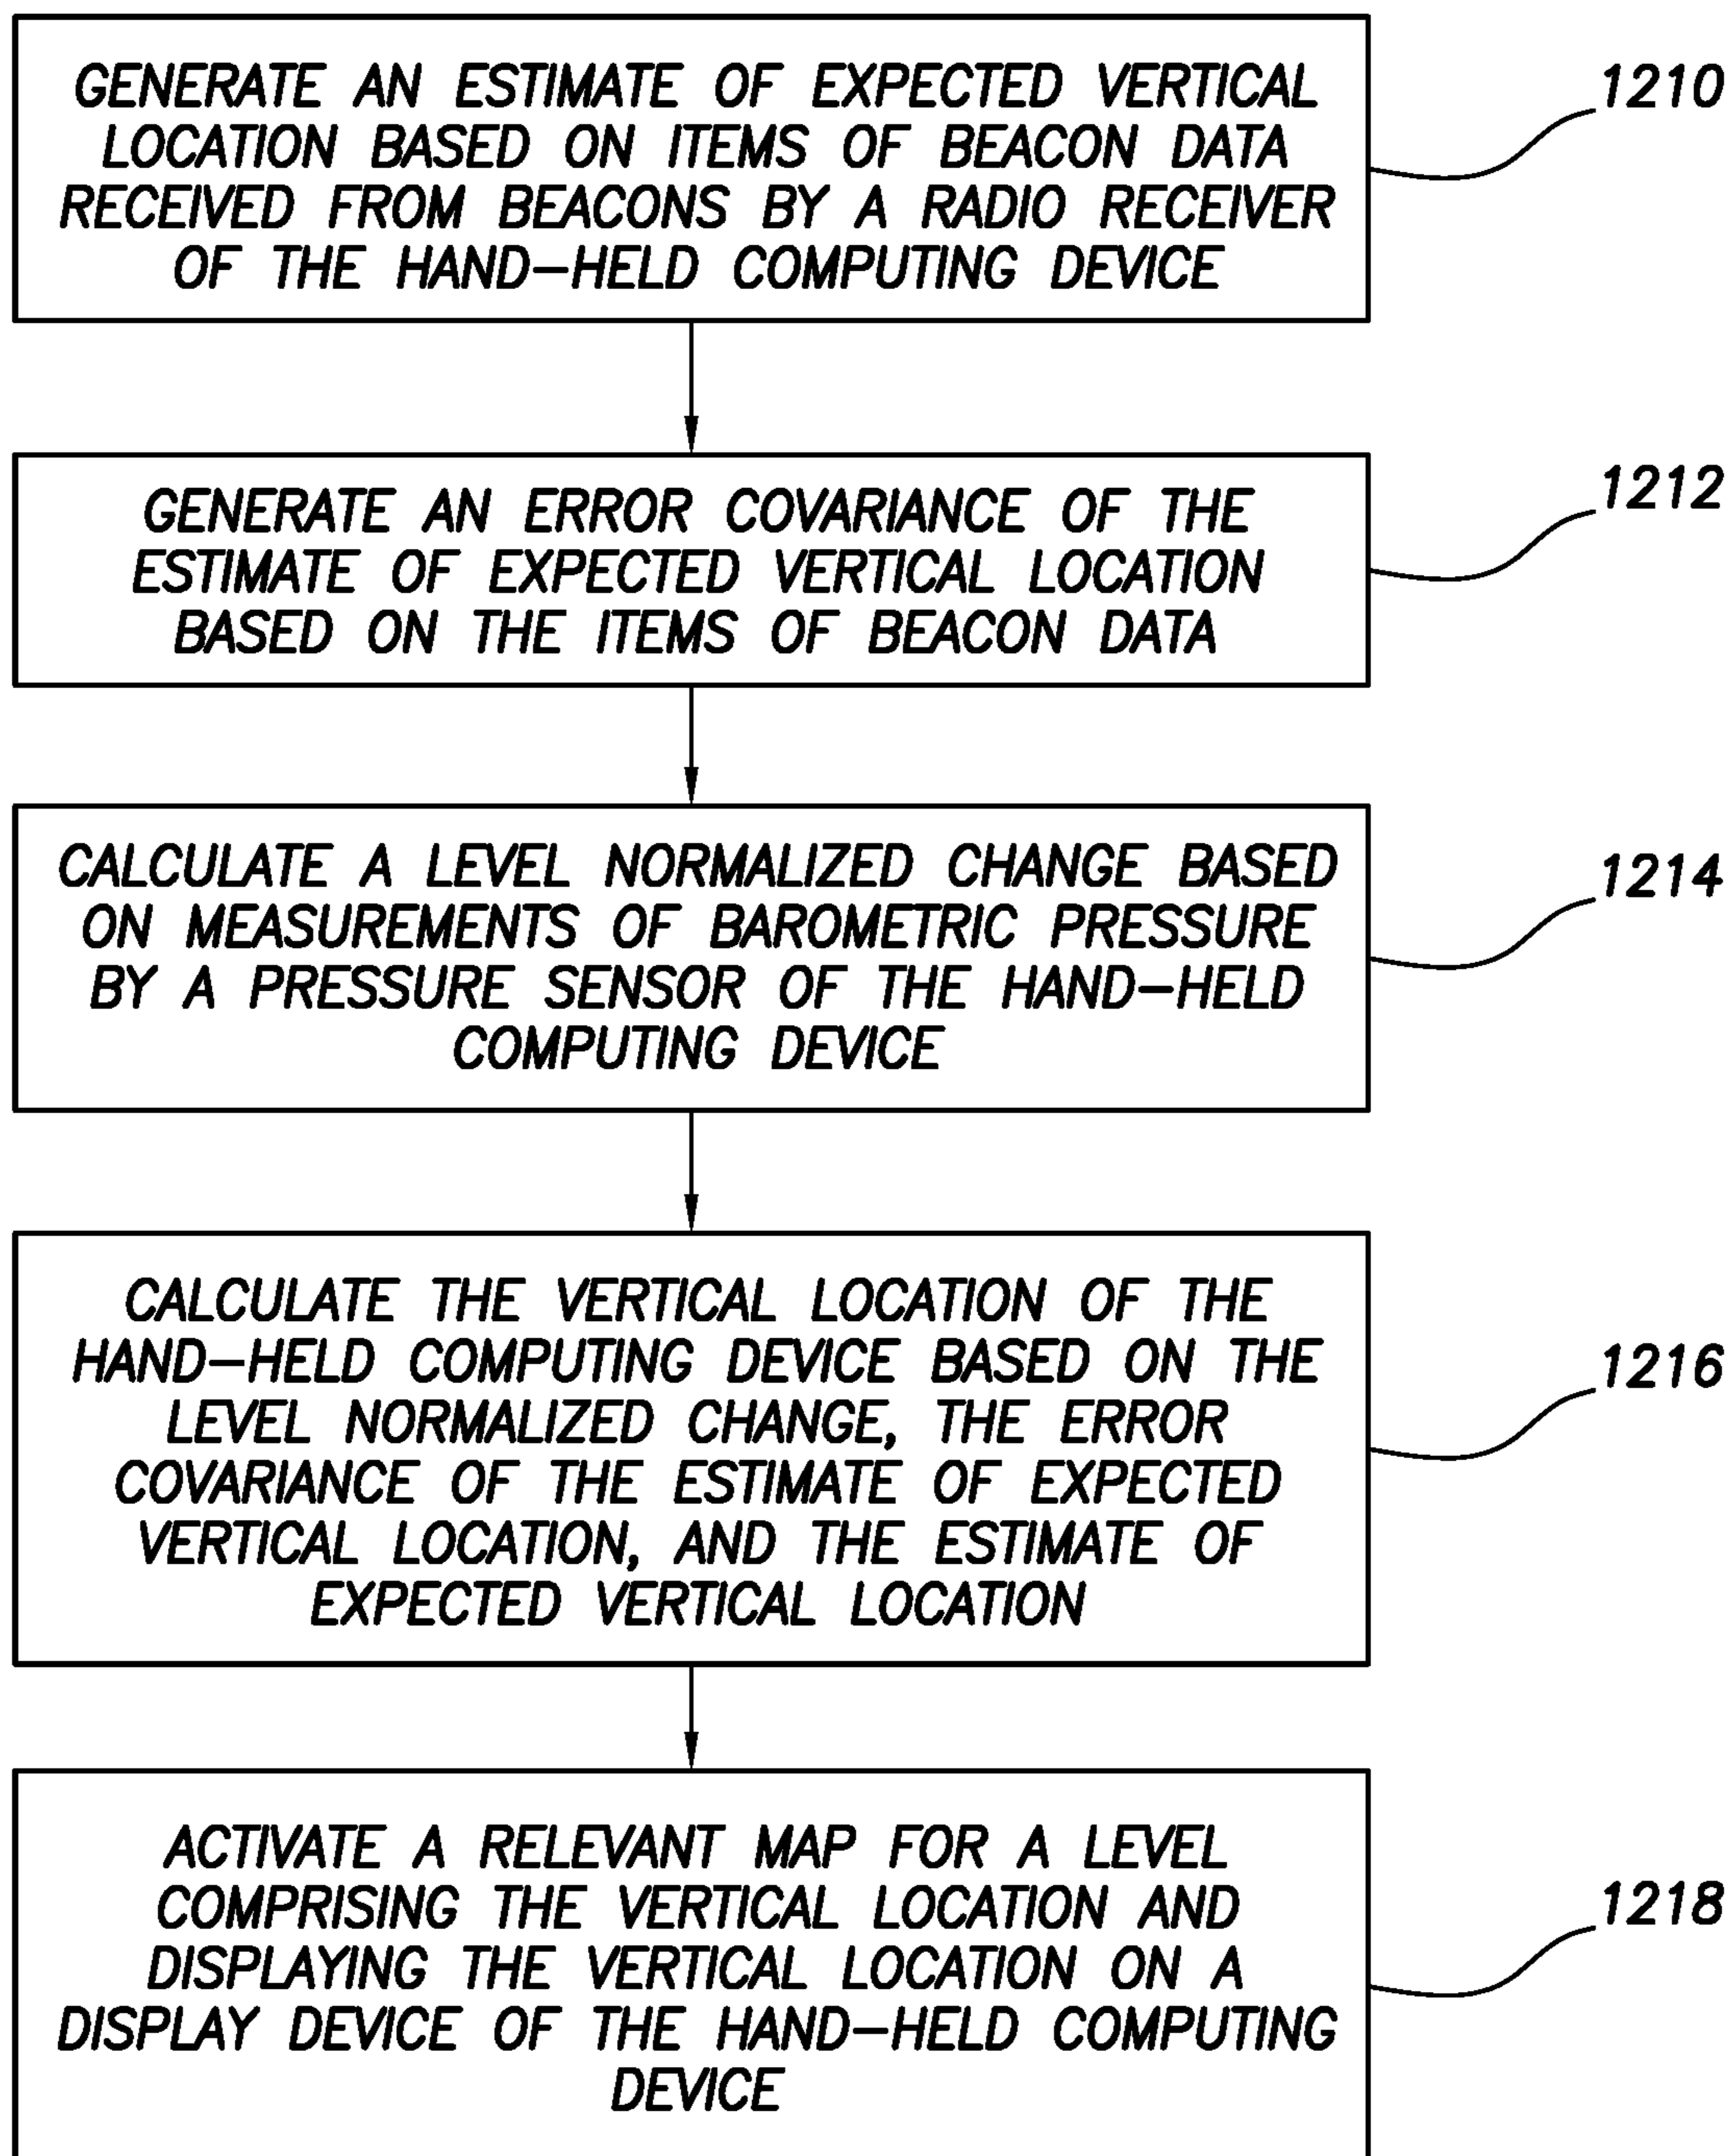 GENERATE AN ESTIMATE OF EXPECTED VERTICAL
LOCATION BASED ON ITEMS OF BEACON DATA
RECEIVED FROM BEACONS BY A RADIO RECEIVER
OF THE HAND-HELD COMPUTING DEVICE
1210
GENERATE AN ERROR COVARIANCE OF THE
ESTIMATE OF EXPECTED VERTICAL LOCATION
BASED ON THE ITEMS OF BEACON DATA
1212
CALCULATE A LEVEL NORMALIZED CHANGE BASED
ON MEASUREMENTS OF BAROMETRIC PRESSURE
BY A PRESSURE SENSOR OF THE HAND-HELD
COMPUTING DEVICE
1214
CALCULATE THE VERTICAL LOCATION OF THE
HAND-HELD COMPUTING DEVICE BASED ON THE
LEVEL NORMALIZED CHANGE, THE ERROR
COVARIANCE OF THE ESTIMATE OF EXPECTED
VERTICAL LOCATION, AND THE ESTIMATE OF
EXPECTED VERTICAL LOCATION
1216
ACTIVATE A RELEVANT MAP FOR A LEVEL
COMPRISING THE VERTICAL LOCATION AND
DISPLAYING THE VERTICAL LOCATION ON A
DISPLAY DEVICE OF THE HAND-HELD COMPUTING
DEVICE
1218